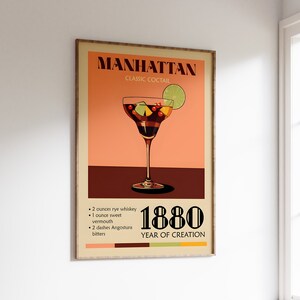 MANHATTAN
CLASSIC COCTAIL
• 2 ounces rye whiskey
• 1 ounce sweet
vermouth
• 2 dashes Angostura
bitters
1880
YEAR OF CREATION